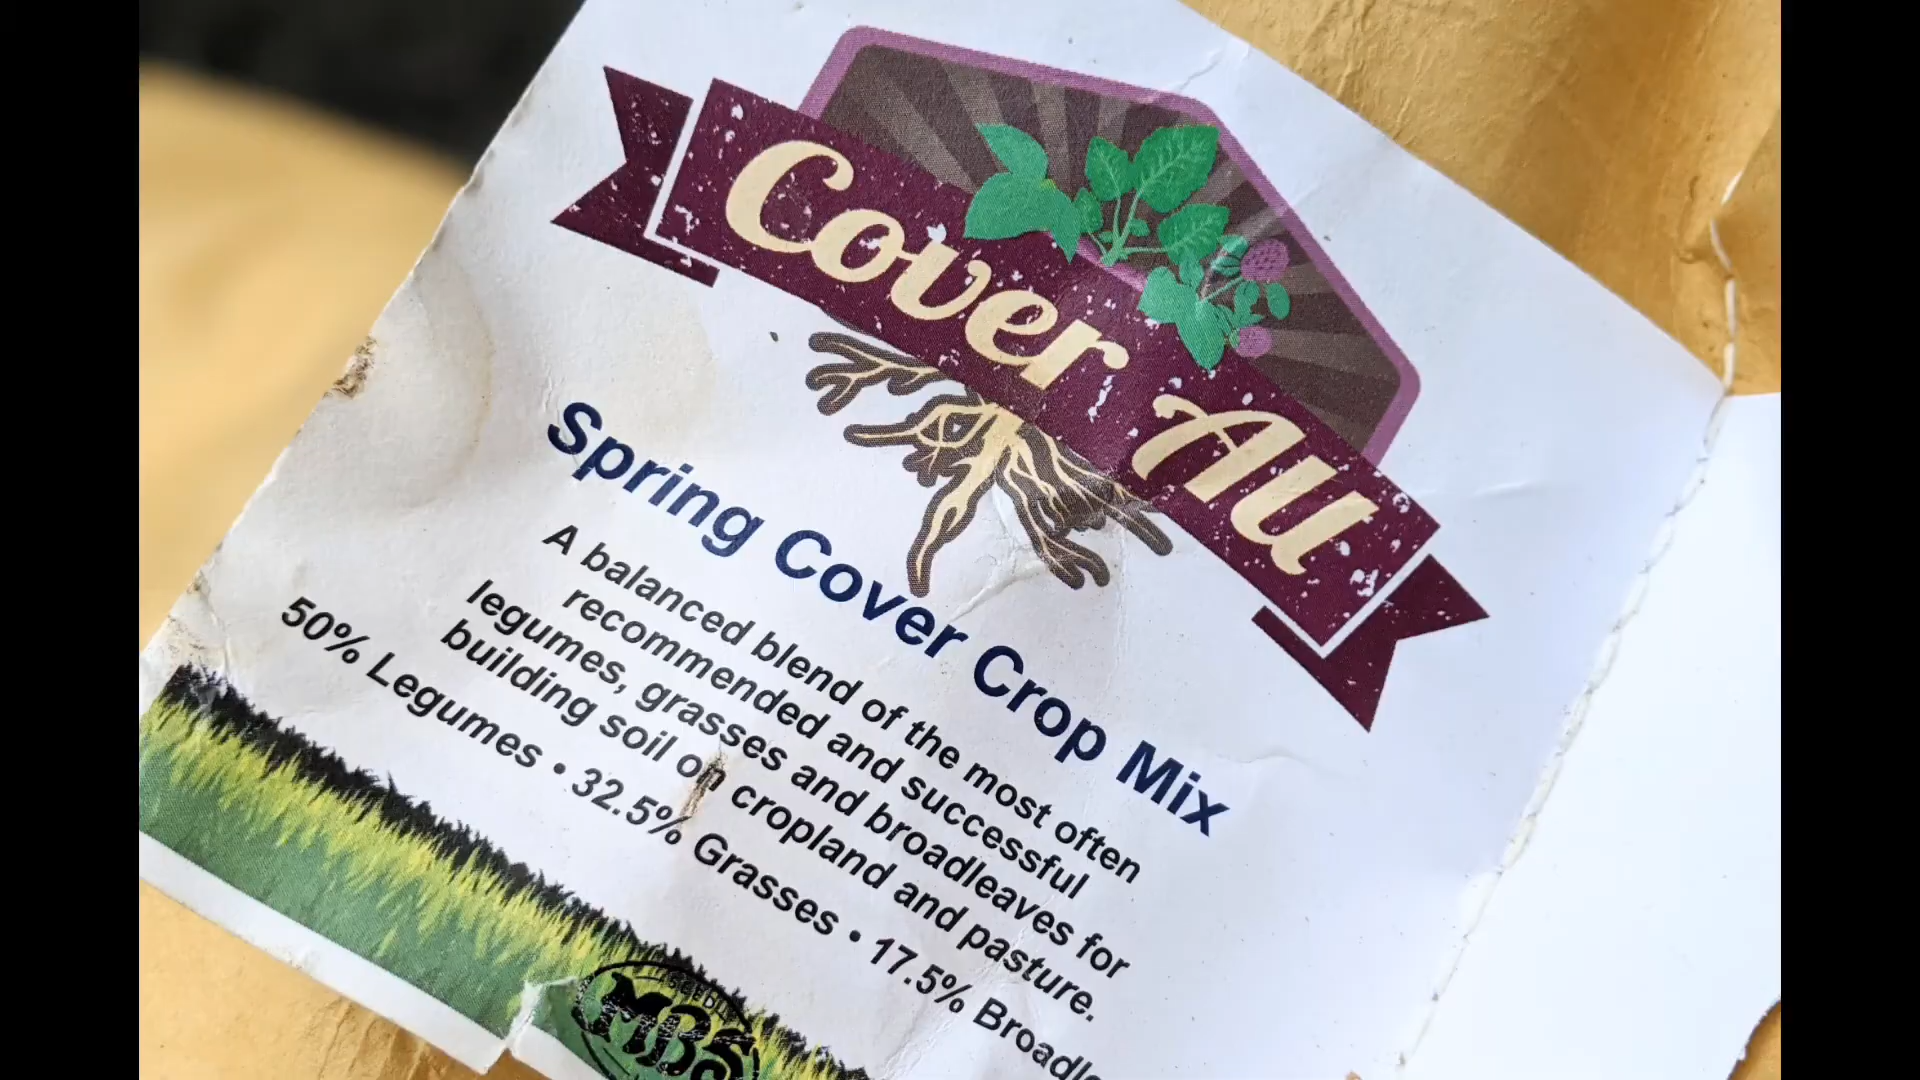 Cover All
Spring Cover Crop Mix
A balanced blend of the most often
recommended and successful
legumes, grasses and broadleaves for
building soil on cropland and pasture.
50% Legumes • 32.5% Grasses • 17.5%
MBS